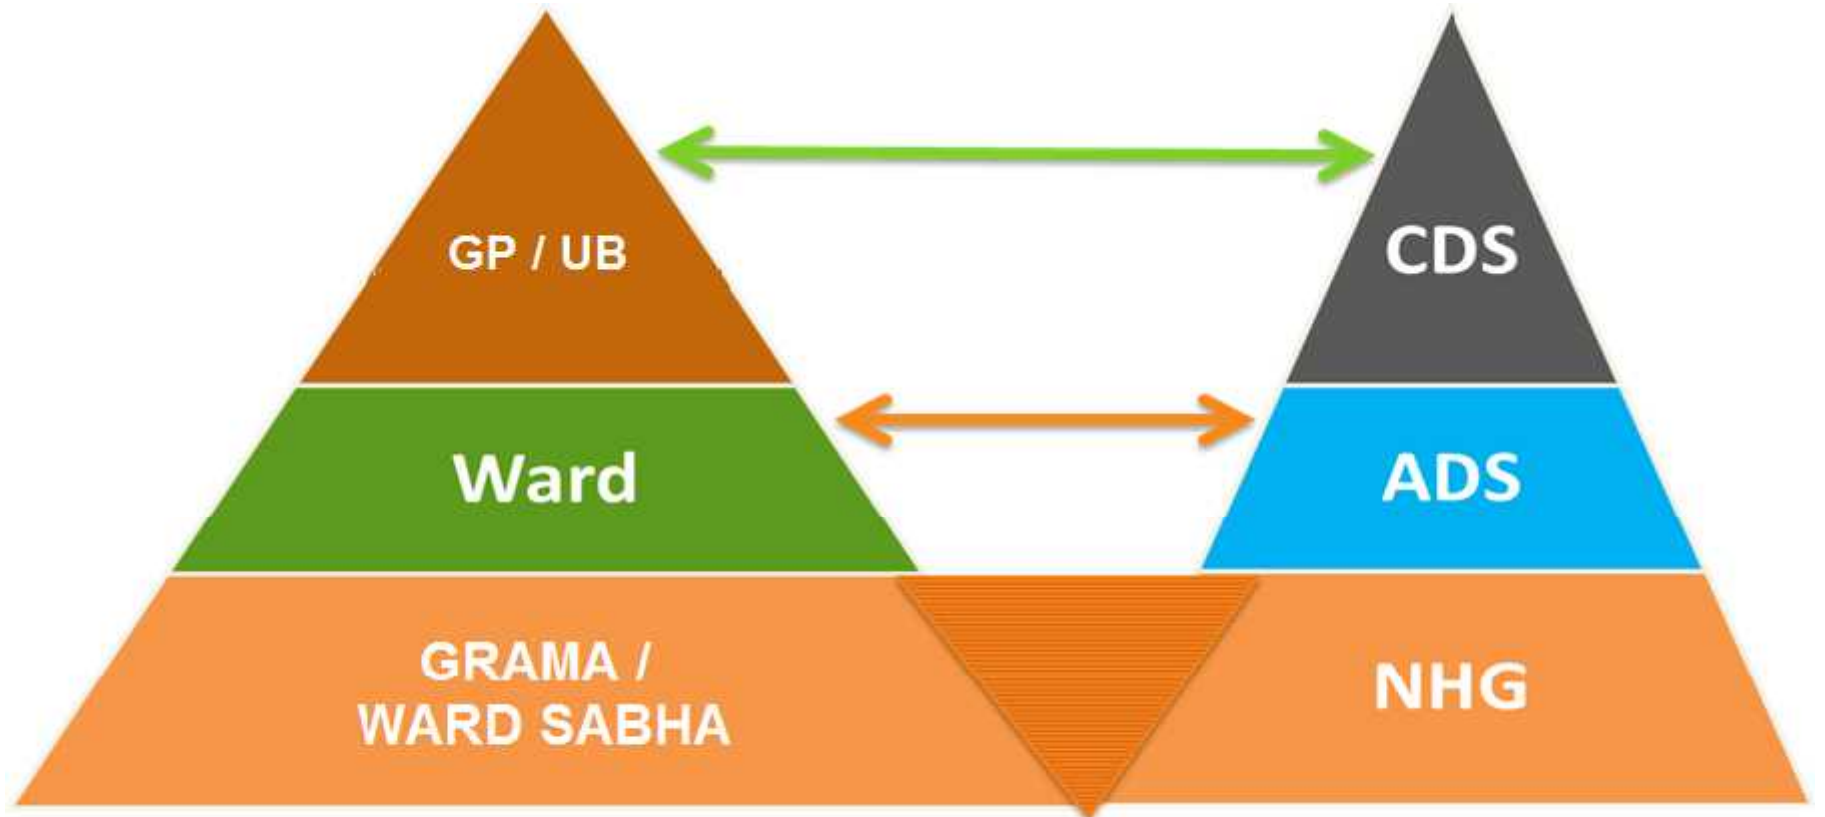 GP / UB
CDS
Ward
ADS
GRAMA /
WARD SABHA
NHG